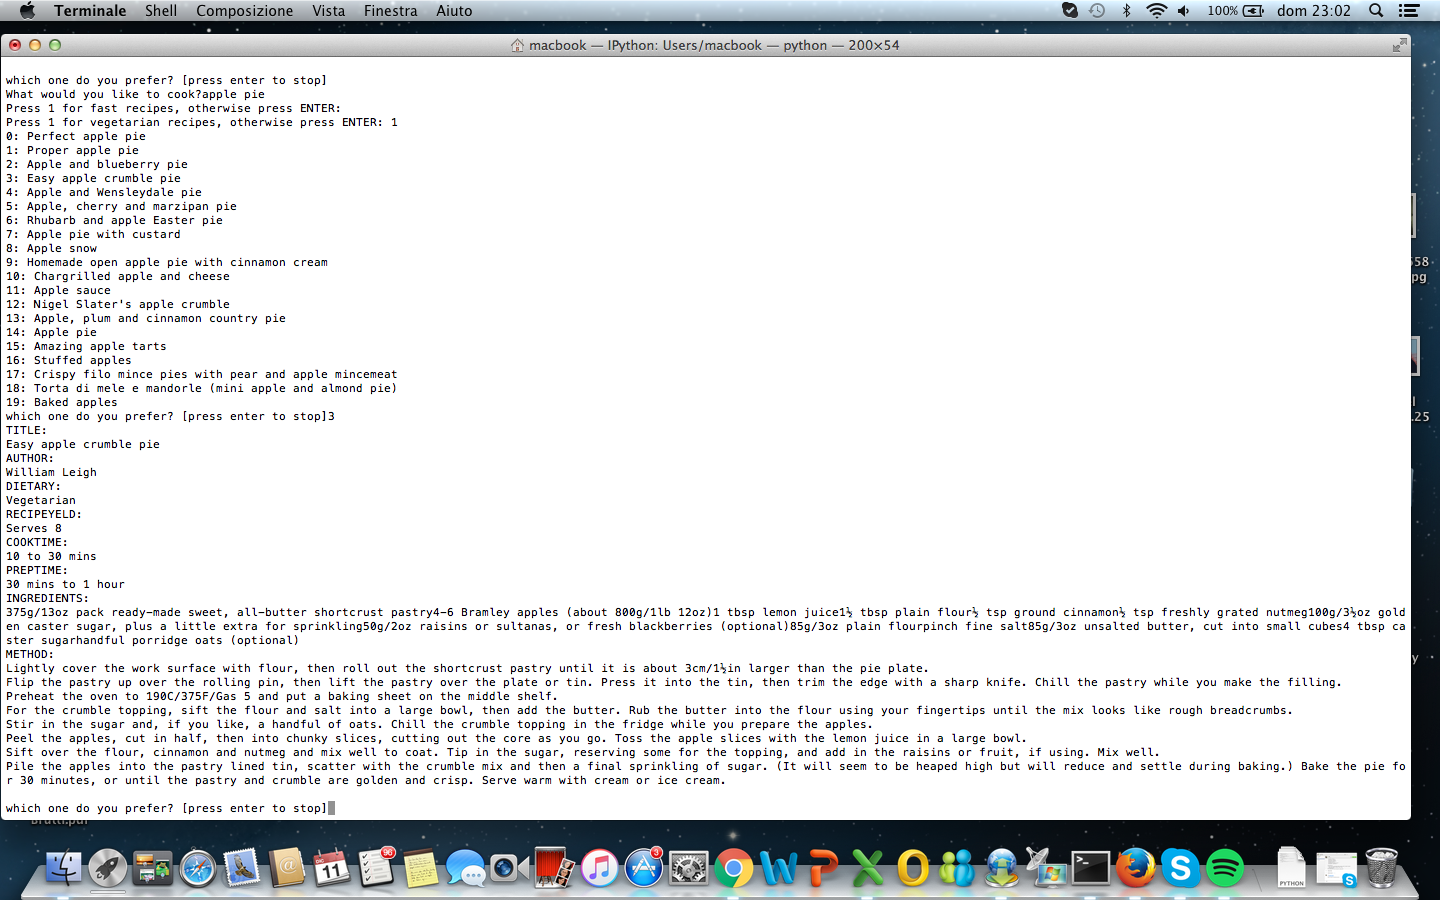 Terminale Shell Composizione Vista Finestra Aiuto 100% dom 23:02
macbook — IPython: Users/macbook — python — 200×54
which one do you prefer? [press enter to stop]
What would you like to cook?apple pie
Press 1 for fast recipes, otherwise press ENTER:
Press 1 for vegetarian recipes, otherwise press ENTER: 1
0: Perfect apple pie
1: Proper apple pie
2: Apple and blueberry pie
3: Easy apple crumble pie
4: Apple and Wensleydale pie
5: Apple, cherry and marzipan pie
6: Rhubarb and apple Easter pie
7: Apple pie with custard
8: Apple snow
9: Homemade open apple pie with cinnamon cream
10: Chargrilled apple and cheese
11: Apple sauce
12: Nigel Slater's apple crumble
13: Apple, plum and cinnamon country pie
14: Apple pie
15: Amazing apple tarts
16: Stuffed apples
17: Crispy filo mince pies with pear and apple mincemeat
18: Torta di mele e mandorle (mini apple and almond pie)
19: Baked apples
which one do you prefer? [press enter to stop]3
TITLE:
Easy apple crumble pie
AUTHOR:
William Leigh
DIETARY:
Vegetarian
RECIPEYELD:
Serves 8
COOKTIME:
10 to 30 mins
PREPTIME:
30 mins to 1 hour
INGREDIENTS:
375g/13oz pack ready-made sweet, all-butter shortcrust pastry4-6 Bramley apples (about 800g/1lb 12oz)1 tbsp lemon juice1½ tbsp plain flour½ tsp ground cinnamon½ tsp freshly grated nutmeg100g/3½oz gold
en caster sugar, plus a little extra for sprinkling50g/2oz raisins or sultanas, or fresh blackberries (optional)85g/3oz plain flourpinch fine salt85g/3oz unsalted butter, cut into small cubes4 tbsp ca
ster sugarhandful porridge oats (optional)
METHOD:
Lightly cover the work surface with flour, then roll out the shortcrust pastry until it is about 3cm/1½in larger than the pie plate.
Flip the pastry up over the rolling pin, then lift the pastry over the plate or tin. Press it into the tin, then trim the edge with a sharp knife. Chill the pastry while you make the filling.
Preheat the oven to 190C/375F/Gas 5 and put a baking sheet on the middle shelf.
For the crumble topping, sift the flour and salt into a large bowl, then add the butter. Rub the butter into the flour using your fingertips until the mix looks like rough breadcrumbs.
Stir in the sugar and, if you like, a handful of oats. Chill the crumble topping in the fridge while you prepare the apples.
Peel the apples, cut in half, then into chunky slices, cutting out the core as you go. Toss the apple slices with the lemon juice in a large bowl.
Sift over the flour, cinnamon and nutmeg and mix well to coat. Tip in the sugar, reserving some for the topping, and add in the raisins or fruit, if using. Mix well.
Pile the apples into the pastry lined tin, scatter with the crumble mix and then a final sprinkling of sugar. (It will seem to be heaped high but will reduce and settle during baking.) Bake the pie fo
r 30 minutes, or until the pastry and crumble are golden and crisp. Serve warm with cream or ice cream.
which one do you prefer? [press enter to stop]
58
pg
.25
11
96
3
PYTHON